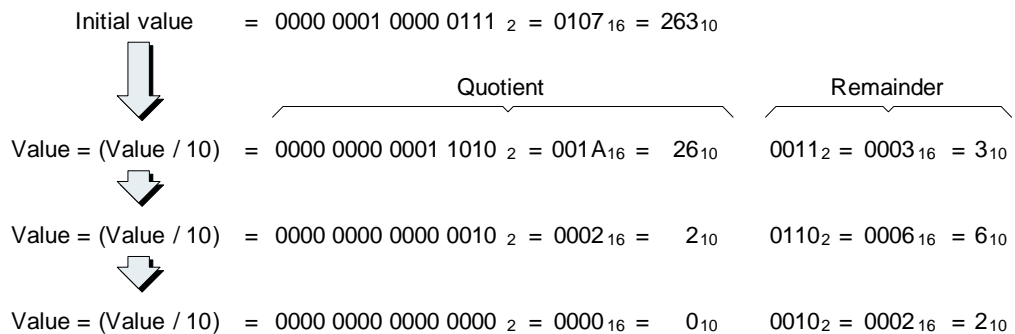 Initial value = 0000 0001 0000 0111 2 = 0107 16 = 263 10
Quotient Remainder
Value = (Value / 10) = 0000 0000 0001 1010 2 = 001A 16 = 26 10 0011 2 = 0003 16 = 3 10
Value = (Value / 10) = 0000 0000 0000 0010 2 = 0002 16 = 2 10 0110 2 = 0006 16 = 6 10
Value = (Value / 10) = 0000 0000 0000 0000 2 = 0000 16 = 0 10 0010 2 = 0002 16 = 2 10